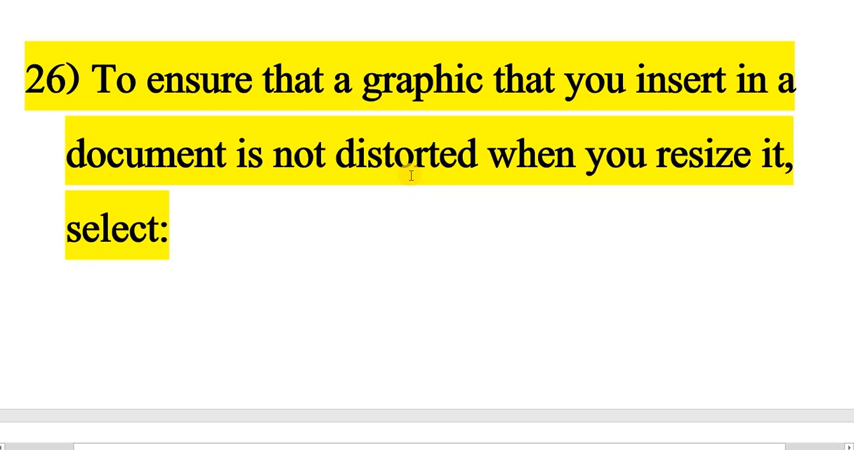 26) To ensure that a graphic that you insert in a
document is not distorted when you resize it,
select: